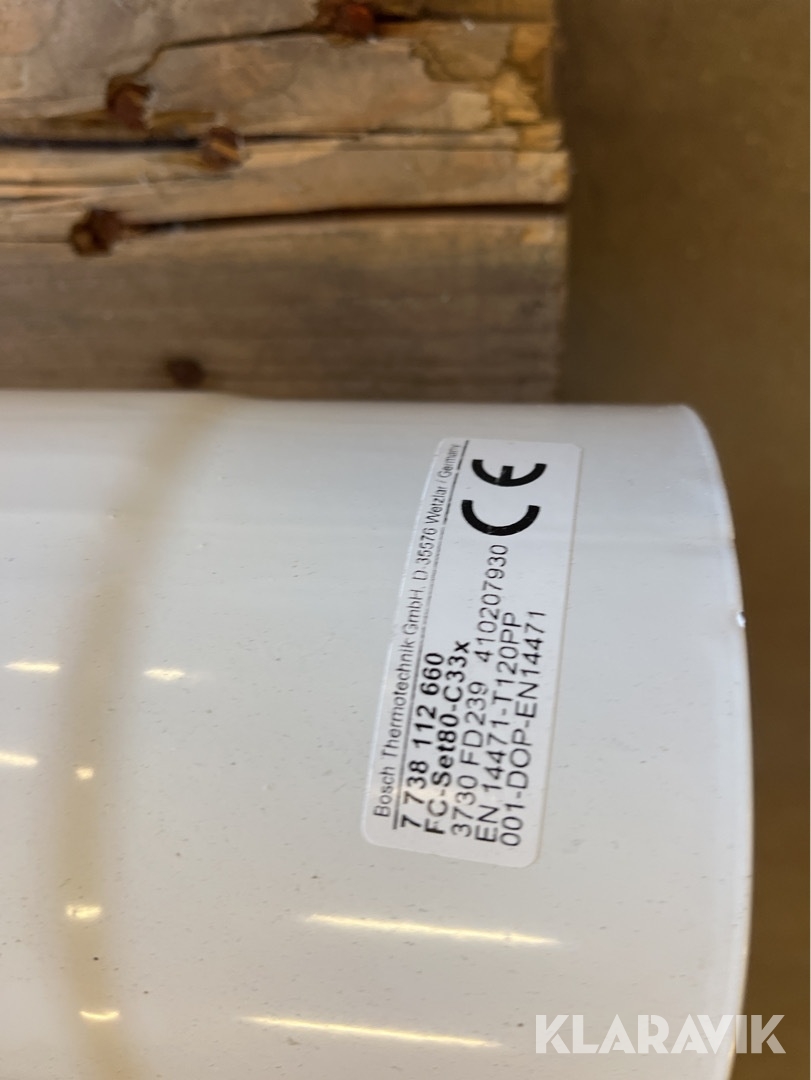 Bosch Thermotechnik GmbH, D-35576 Wetzlar / Germany
7 738 112 660
FC-Set80-C33x
3730 FD239 410207930
EN 14471-T120PP
001-DOP-EN14471
CE
KLARAVIK